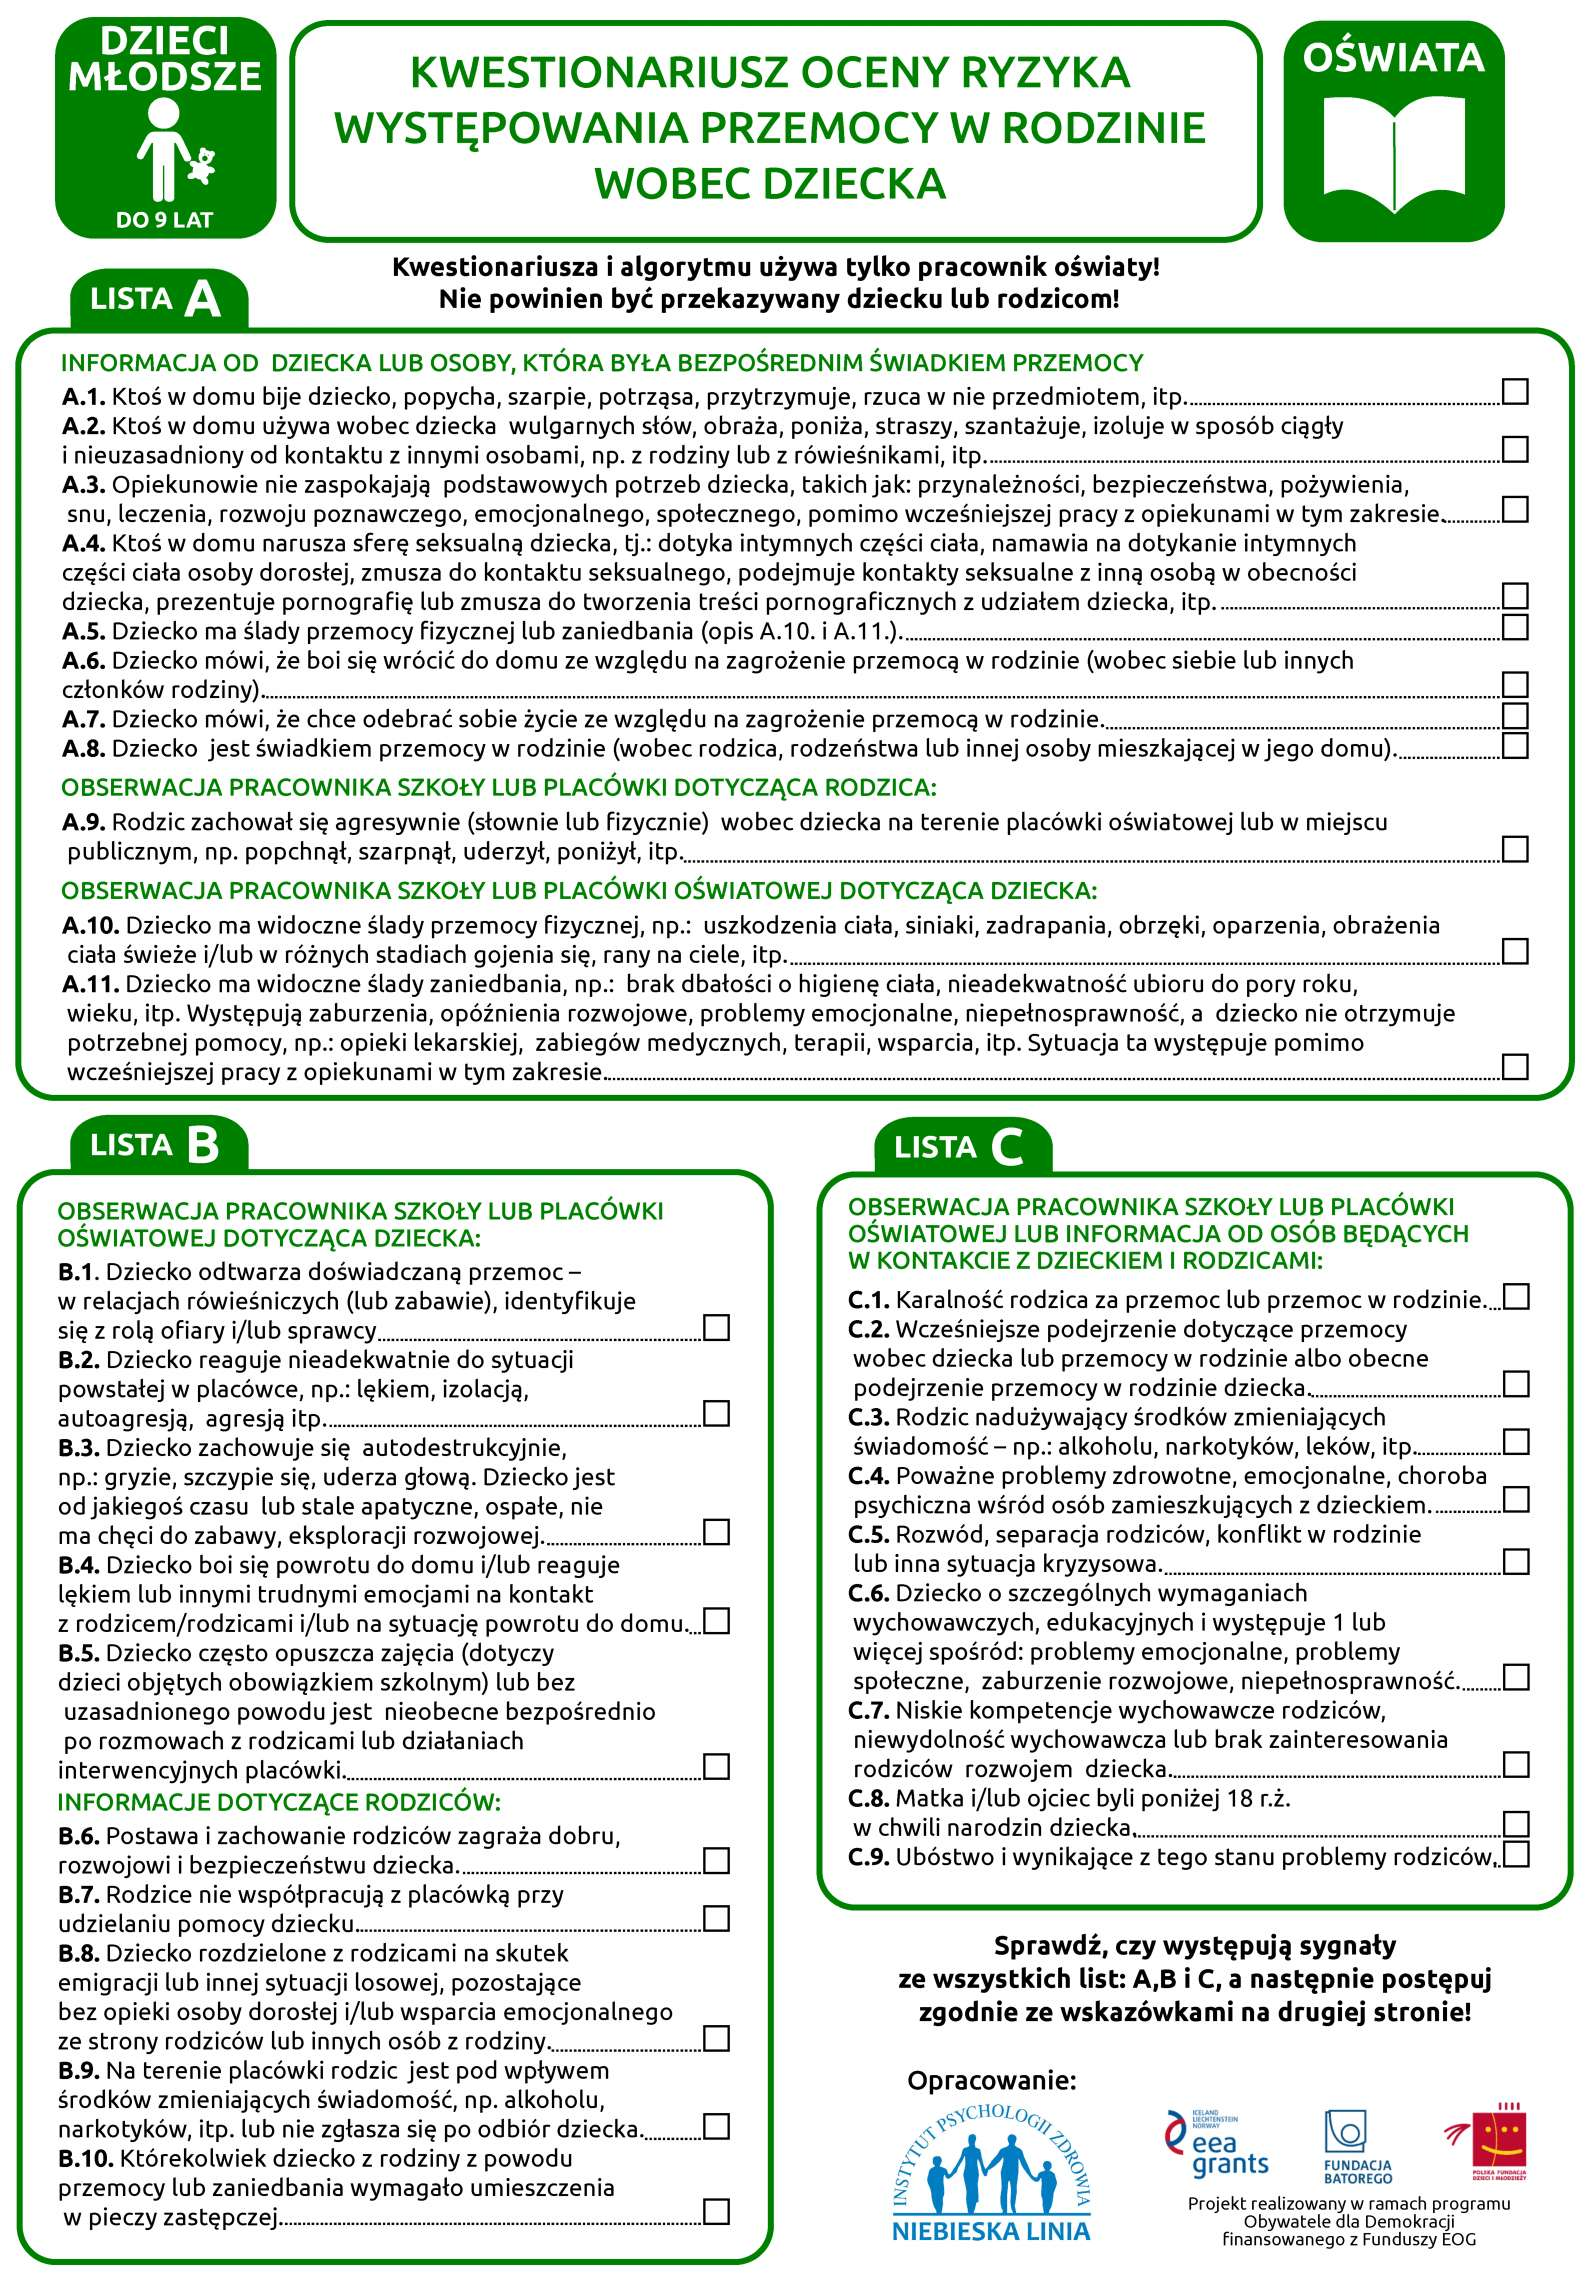 DZIECI
MŁODSZE
DO 9 LAT
KWESTIONARIUSZ OCENY RYZYKA
WYSTĘPOWANIA PRZEMOCY W RODZINIE
WOBEC DZIECKA
OŚWIATA
Kwestionariusza i algorytmu używa tylko pracownik oświaty!
Nie powinien być przekazywany dziecku lub rodzicom!
LISTA A
INFORMACJA OD DZIECKA LUB OSOBY, KTÓRA BYŁA BEZPOŚREDNIM ŚWIADKIEM PRZEMOCY
A.1. Ktoś w domu bije dziecko, popycha, szarpie, potrząsa, przytrzymuje, rzuca w nie przedmiotem, itp.
A.2. Ktoś w domu używa wobec dziecka wulgarnych słów, obraża, poniża, straszy, szantażuje, izoluje w sposób ciągły
i nieuzasadniony od kontaktu z innymi osobami, np. z rodziny lub z rówieśnikami, itp.
A.3. Opiekunowie nie zaspokajają podstawowych potrzeb dziecka, takich jak: przynależności, bezpieczeństwa, pożywienia,
snu, leczenia, rozwoju poznawczego, emocjonalnego, społecznego, pomimo wcześniejszej pracy z opiekunami w tym zakresie.
A.4. Ktoś w domu narusza sferę seksualną dziecka, tj.: dotyka intymnych części ciała, namawia na dotykanie intymnych
części ciała osoby dorosłej, zmusza do kontaktu seksualnego, podejmuje kontakty seksualne z inną osobą w obecności
dziecka, prezentuje pornografię lub zmusza do tworzenia treści pornograficznych z udziałem dziecka, itp.
A.5. Dziecko ma ślady przemocy fizycznej lub zaniedbania (opis A.10. i A.11.).
A.6. Dziecko mówi, że boi się wrócić do domu ze względu na zagrożenie przemocą w rodzinie (wobec siebie lub innych
członków rodziny).
A.7. Dziecko mówi, że chce odebrać sobie życie ze względu na zagrożenie przemocą w rodzinie.
A.8. Dziecko jest świadkiem przemocy w rodzinie (wobec rodzica, rodzeństwa lub innej osoby mieszkającej w jego domu).
OBSERWACJA PRACOWNIKA SZKOŁY LUB PLACÓWKI DOTYCZĄCA RODZICA:
A.9. Rodzic zachował się agresywnie (słownie lub fizycznie) wobec dziecka na terenie placówki oświatowej lub w miejscu
publicznym, np. popchnął, szarpnął, uderzył, poniżył, itp.
OBSERWACJA PRACOWNIKA SZKOŁY LUB PLACÓWKI OŚWIATOWEJ DOTYCZĄCA DZIECKA:
A.10. Dziecko ma widoczne ślady przemocy fizycznej, np.: uszkodzenia ciała, siniaki, zadrapania, obrzęki, oparzenia, obrażenia
ciała świeże i/lub w różnych stadiach gojenia się, rany na ciele, itp.
A.11. Dziecko ma widoczne ślady zaniedbania, np.: brak dbałości o higienę ciała, nieadekwatność ubioru do pory roku,
wieku, itp. Występują zaburzenia, opóźnienia rozwojowe, problemy emocjonalne, niepełnosprawność, a dziecko nie otrzymuje
potrzebnej pomocy, np.: opieki lekarskiej, zabiegów medycznych, terapii, wsparcia, itp. Sytuacja ta występuje pomimo
wcześniejszej pracy z opiekunami w tym zakresie.
LISTA B
OBSERWACJA PRACOWNIKA SZKOŁY LUB PLACÓWKI
OŚWIATOWEJ DOTYCZĄCA DZIECKA:
B.1. Dziecko odtwarza doświadczaną przemoc –
w relacjach rówieśniczych (lub zabawie), identyfikuje
się z rolą ofiary i/lub sprawcy
B.2. Dziecko reaguje nieadekwatnie do sytuacji
powstałej w placówce, np.: lękiem, izolacją,
autoagresją, agresją itp.
B.3. Dziecko zachowuje się autodestrukcyjnie,
np.: gryzie, szczypie się, uderza głową. Dziecko jest
od jakiegoś czasu lub stale apatyczne, ospałe, nie
ma chęci do zabawy, eksploracji rozwojowej.
B.4. Dziecko boi się powrotu do domu i/lub reaguje
lękiem lub innymi trudnymi emocjami na kontakt
z rodzicem/rodzicami i/lub na sytuację powrotu do domu.
B.5. Dziecko często opuszcza zajęcia (dotyczy
dzieci objętych obowiązkiem szkolnym) lub bez
uzasadnionego powodu jest nieobecne bezpośrednio
po rozmowach z rodzicami lub działaniach
interwencyjnych placówki.
INFORMACJE DOTYCZĄCE RODZICÓW:
B.6. Postawa i zachowanie rodziców zagraża dobru,
rozwojowi i bezpieczeństwu dziecka.
B.7. Rodzice nie współpracują z placówką przy
udzielaniu pomocy dziecku.
B.8. Dziecko rozdzielone z rodzicami na skutek
emigracji lub innej sytuacji losowej, pozostające
bez opieki osoby dorosłej i/lub wsparcia emocjonalnego
ze strony rodziców lub innych osób z rodziny.
B.9. Na terenie placówki rodzic jest pod wpływem
środków zmieniających świadomość, np. alkoholu,
narkotyków, itp. lub nie zgłasza się po odbiór dziecka.
B.10. Którekolwiek dziecko z rodziny z powodu
przemocy lub zaniedbania wymagało umieszczenia
w pieczy zastępczej.
LISTA C
OBSERWACJA PRACOWNIKA SZKOŁY LUB PLACÓWKI
OŚWIATOWEJ LUB INFORMACJA OD OSÓB BĘDĄCYCH
W KONTAKCIE Z DZIECKIEM I RODZICAMI:
C.1. Karalność rodzica za przemoc lub przemoc w rodzinie.
C.2. Wcześniejsze podejrzenie dotyczące przemocy
wobec dziecka lub przemocy w rodzinie albo obecne
podejrzenie przemocy w rodzinie dziecka.
C.3. Rodzic nadużywający środków zmieniających
świadomość – np.: alkoholu, narkotyków, leków, itp.
C.4. Poważne problemy zdrowotne, emocjonalne, choroba
psychiczna wśród osób zamieszkujących z dzieckiem.
C.5. Rozwód, separacja rodziców, konflikt w rodzinie
lub inna sytuacja kryzysowa.
C.6. Dziecko o szczególnych wymaganiach
wychowawczych, edukacyjnych i występuje 1 lub
więcej spośród: problemy emocjonalne, problemy
społeczne, zaburzenie rozwojowe, niepełnosprawność.
C.7. Niskie kompetencje wychowawcze rodziców,
niewydolność wychowawcza lub brak zainteresowania
rodziców rozwojem dziecka.
C.8. Matka i/lub ojciec byli poniżej 18 r.ż.
w chwili narodzin dziecka.
C.9. Ubóstwo i wynikające z tego stanu problemy rodziców.
Sprawdź, czy występują sygnały
ze wszystkich list: A,B i C, a następnie postępuj
zgodnie ze wskazówkami na drugiej stronie!
Opracowanie:
INSTYTUT PSYCHOLOGII ZDROWIA
NIEBIESKA LINIA
ICELAND
LIECHTENSTEIN
NORWAY
eea
grants
FUNDACJA
BATOREGO
POLSKA FUNDACJA
DZIECI I MŁODZIEŻY
Projekt realizowany w ramach programu
Obywatele dla Demokracji
finansowanego z Funduszy EOG